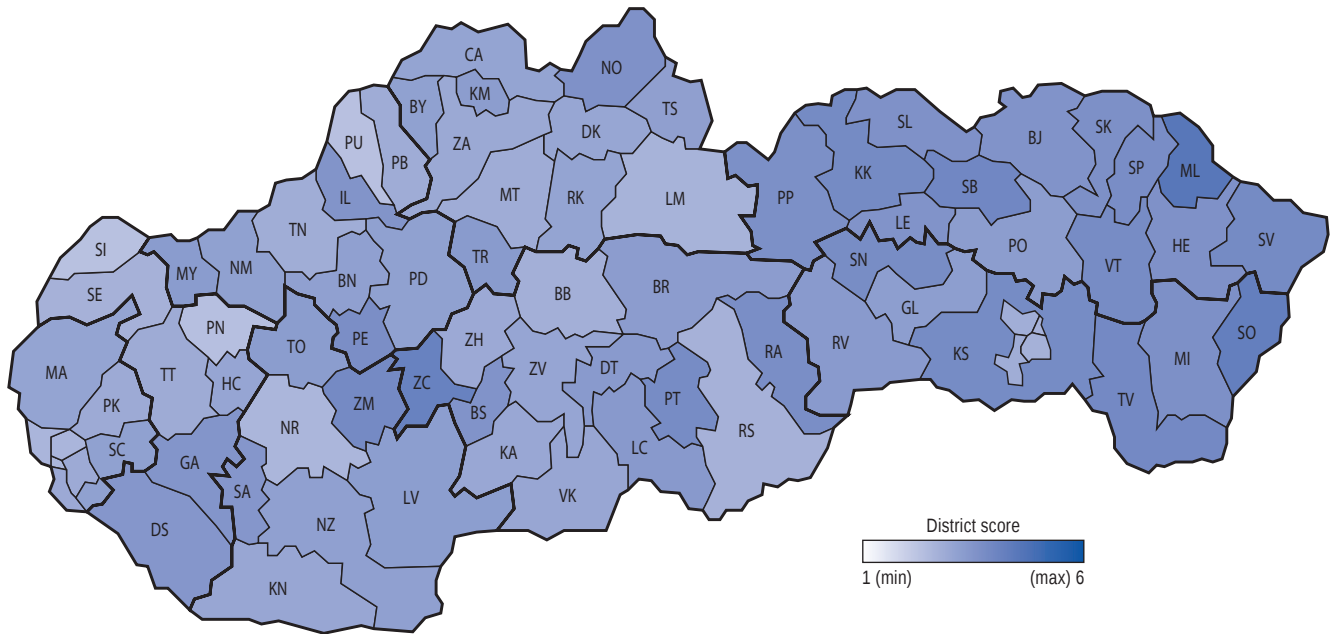 CA
NO
KM
BY
TS
ZA
DK
SL
BJ
SK
PU
PB
KK
SP
ML
SB
IL
MT
RK
LM
PP
LE
TN
PO
HE
SV
SI
MY
NM
TR
SN
VT
BN
PD
SE
BB
BR
GL
PN
TO
PE
ZH
RV
KS
SO
MA
TT
HC
ZC
ZV
DT
RA
MI
PK
ZM
BS
PT
TV
NR
RS
SC
GA
KA
LC
SA
LV
VK
DS
NZ
KN
District score
1 (min)
(max) 6